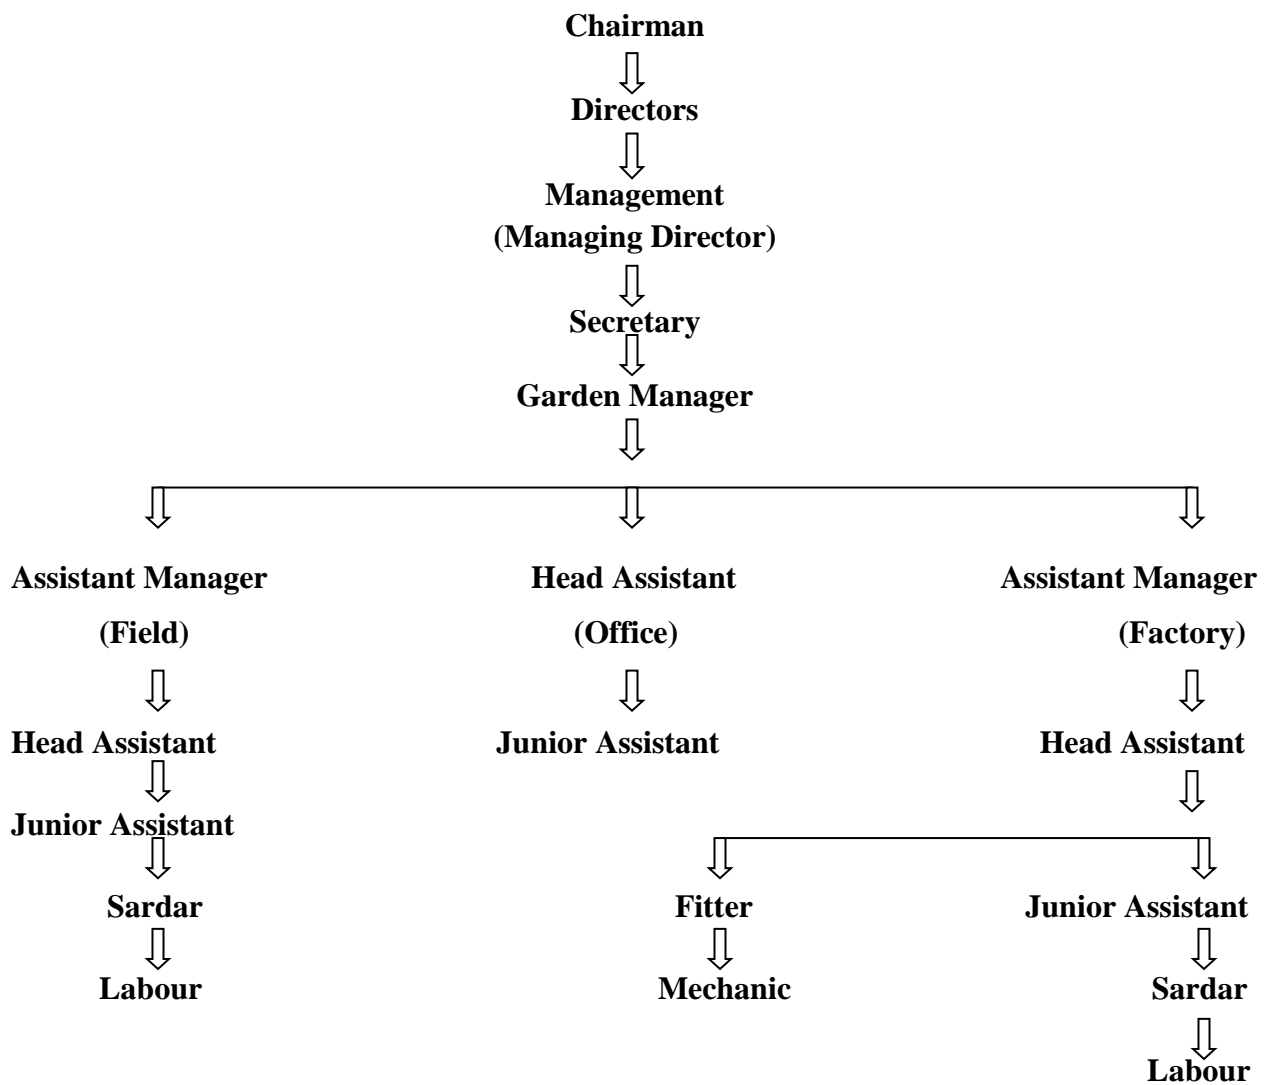 Chairman
Directors
Management
(Managing Director)
Secretary
Garden Manager
Assistant Manager Head Assistant Assistant Manager
(Field) (Office) (Factory)
Head Assistant Junior Assistant Head Assistant
Junior Assistant
Sardar Fitter Junior Assistant
Labour Mechanic Sardar
Labour